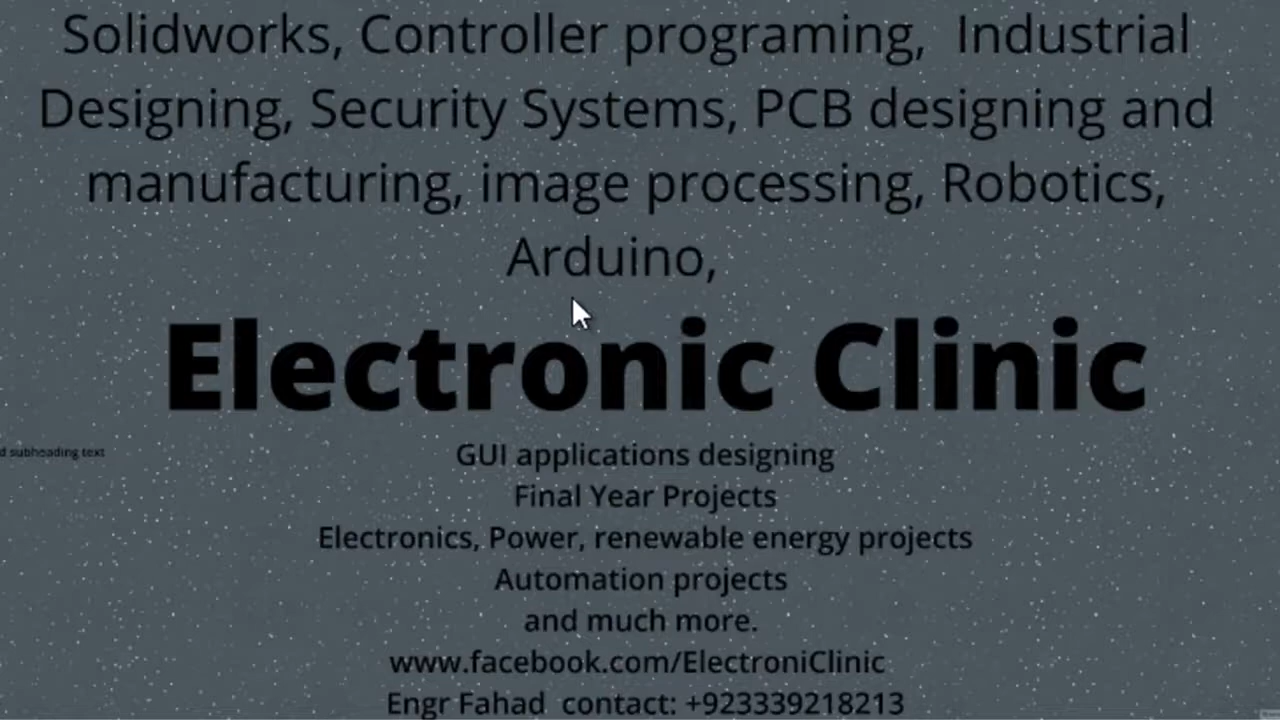 Solidworks, Controller programing,  Industrial
Designing, Security Systems, PCB designing and
manufacturing, image processing, Robotics,
Arduino,
Electronic Clinic
d subheading text
GUI applications designing
Final Year Projects
Electronics, Power, renewable energy projects
Automation projects
and much more.
www.facebook.com/ElectroniClinic
Engr Fahad  contact: +923339218213